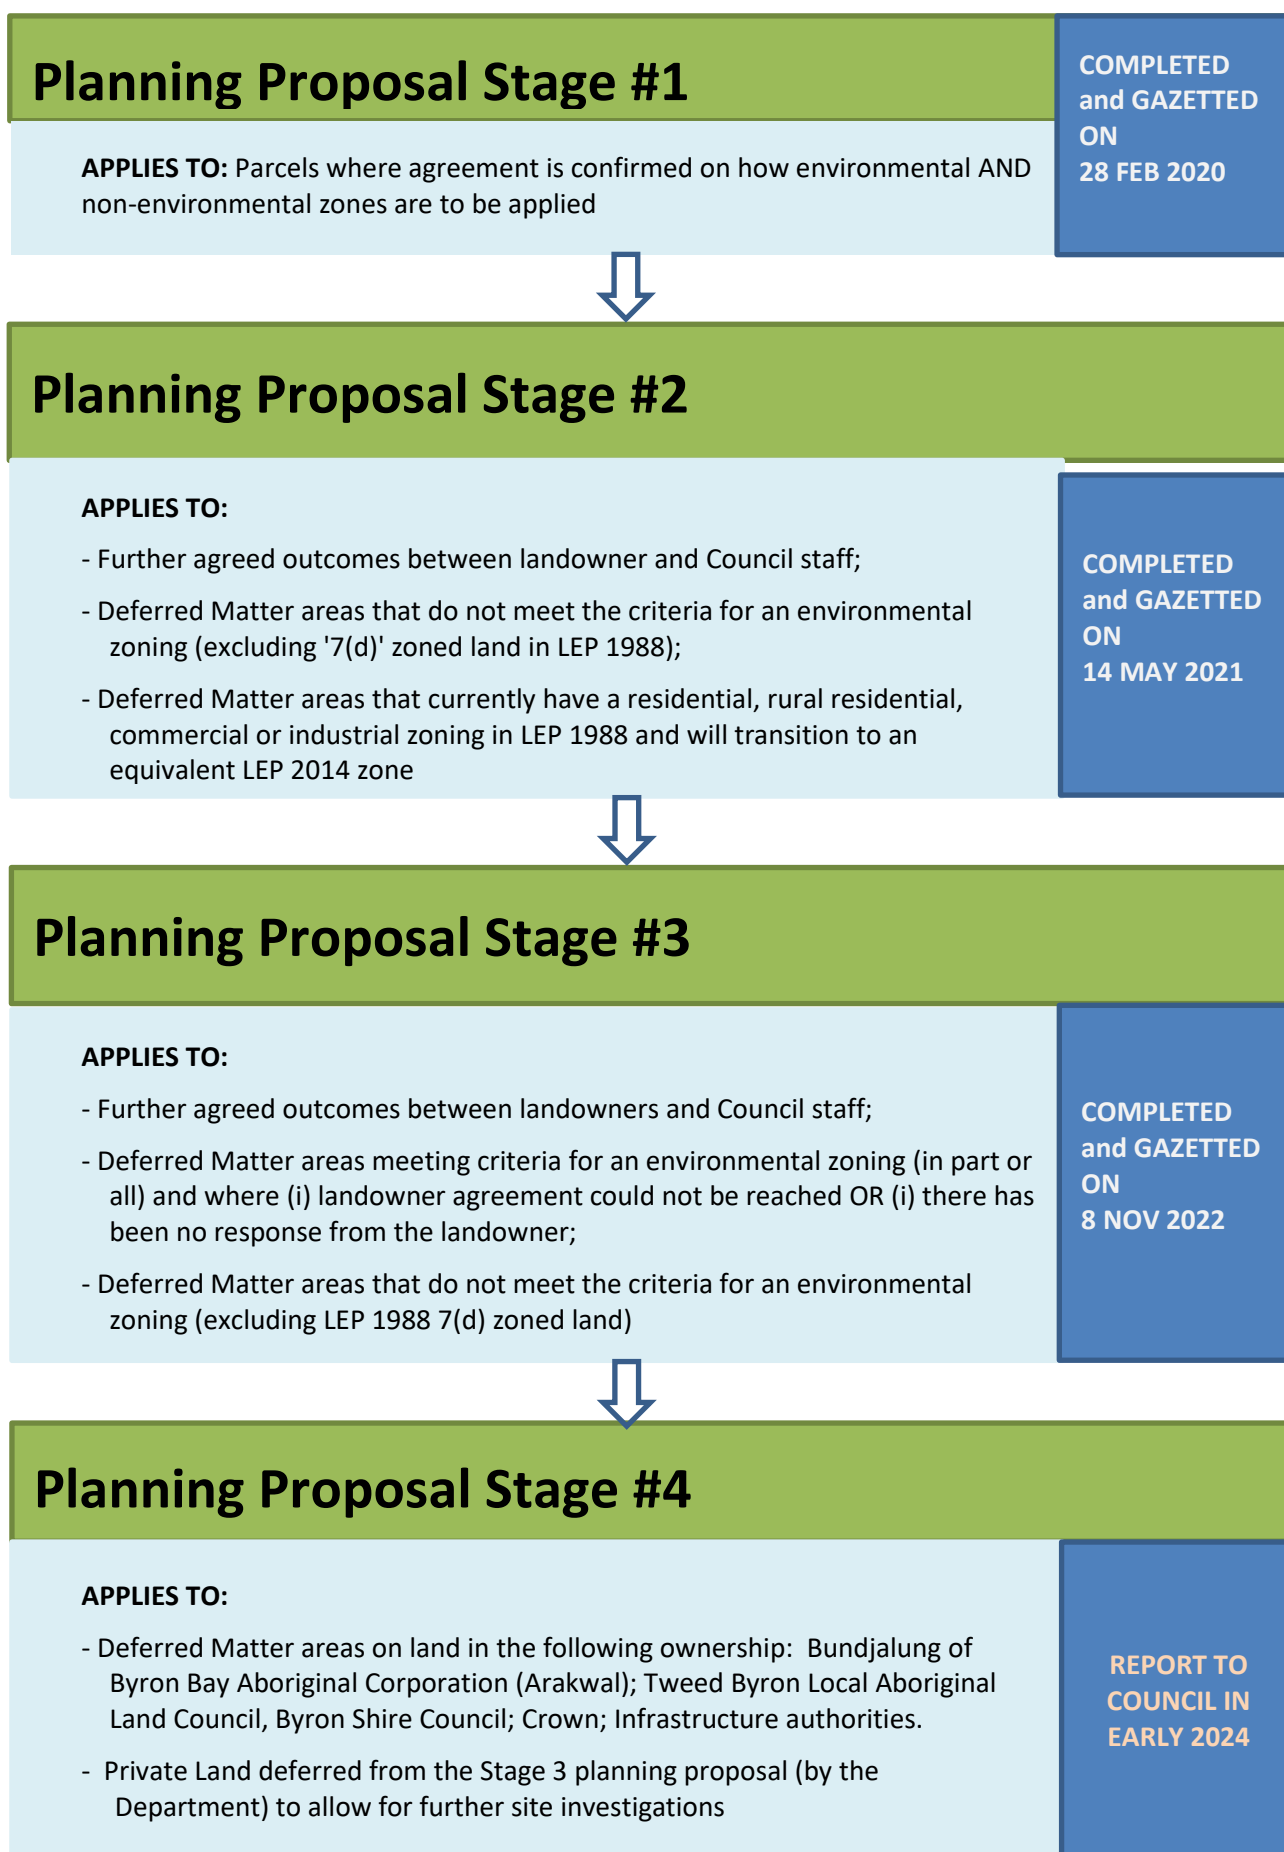 Planning Proposal Stage #1
COMPLETED
and GAZETTED
ON
28 FEB 2020
APPLIES TO: Parcels where agreement is confirmed on how environmental AND
non-environmental zones are to be applied
Planning Proposal Stage #2
APPLIES TO:
- Further agreed outcomes between landowner and Council staff;
- Deferred Matter areas that do not meet the criteria for an environmental
zoning (excluding '7(d)' zoned land in LEP 1988);
- Deferred Matter areas that currently have a residential, rural residential,
commercial or industrial zoning in LEP 1988 and will transition to an
equivalent LEP 2014 zone
COMPLETED
and GAZETTED
ON
14 MAY 2021
Planning Proposal Stage #3
APPLIES TO:
- Further agreed outcomes between landowners and Council staff;
- Deferred Matter areas meeting criteria for an environmental zoning (in part or
all) and where (i) landowner agreement could not be reached OR (i) there has
been no response from the landowner;
- Deferred Matter areas that do not meet the criteria for an environmental
zoning (excluding LEP 1988 7(d) zoned land)
COMPLETED
and GAZETTED
ON
8 NOV 2022
Planning Proposal Stage #4
APPLIES TO:
- Deferred Matter areas on land in the following ownership: Bundjalung of
Byron Bay Aboriginal Corporation (Arakwal); Tweed Byron Local Aboriginal
Land Council, Byron Shire Council; Crown; Infrastructure authorities.
- Private Land deferred from the Stage 3 planning proposal (by the
Department) to allow for further site investigations
REPORT TO
COUNCIL IN
EARLY 2024